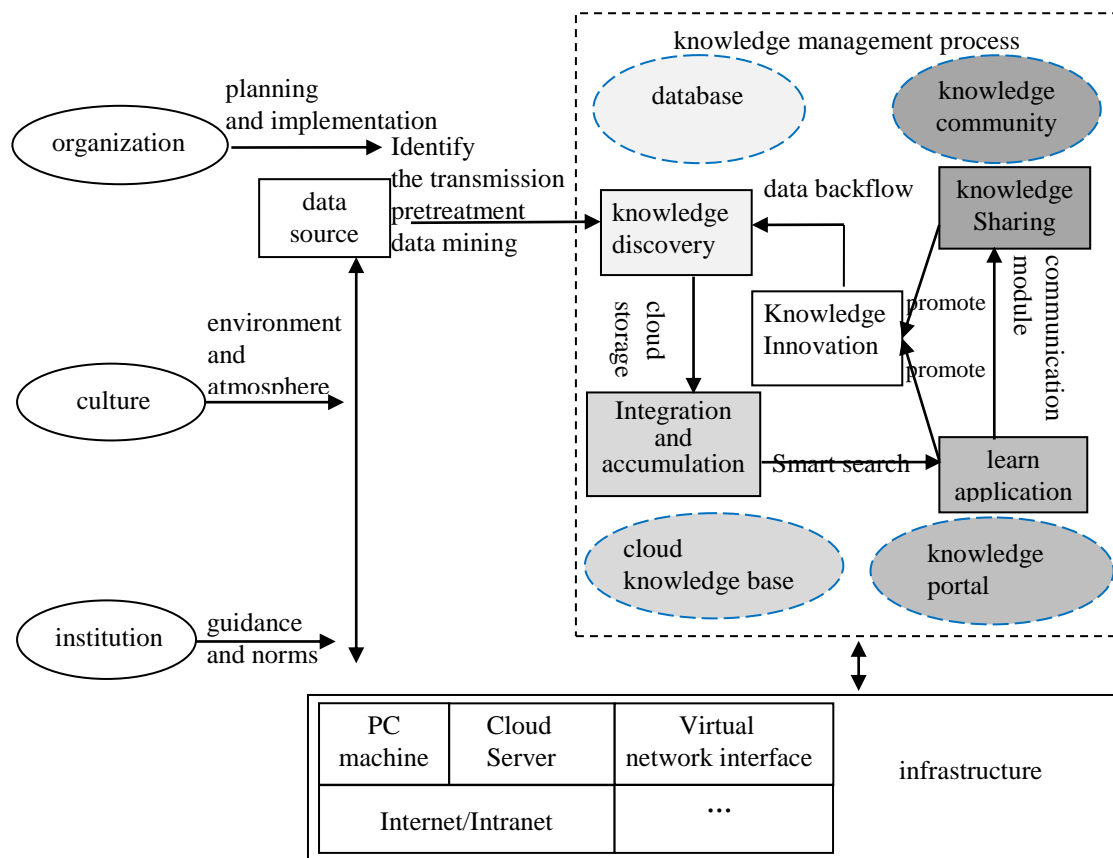 knowledge management process
database
knowledge
community
planning
and implementation
organization
Identify
the transmission
pretreatment
data mining
data
source
knowledge
discovery
data backflow
knowledge
Sharing
communication
module
cloud
storage
Knowledge
Innovation
promote
promote
environment
and
atmosphere
culture
Integration
and
accumulation
Smart search
learn
application
cloud
knowledge base
knowledge
portal
institution
guidance
and norms
PC
machine
Cloud
Server
Virtual
network interface
infrastructure
Internet/Intranet
...